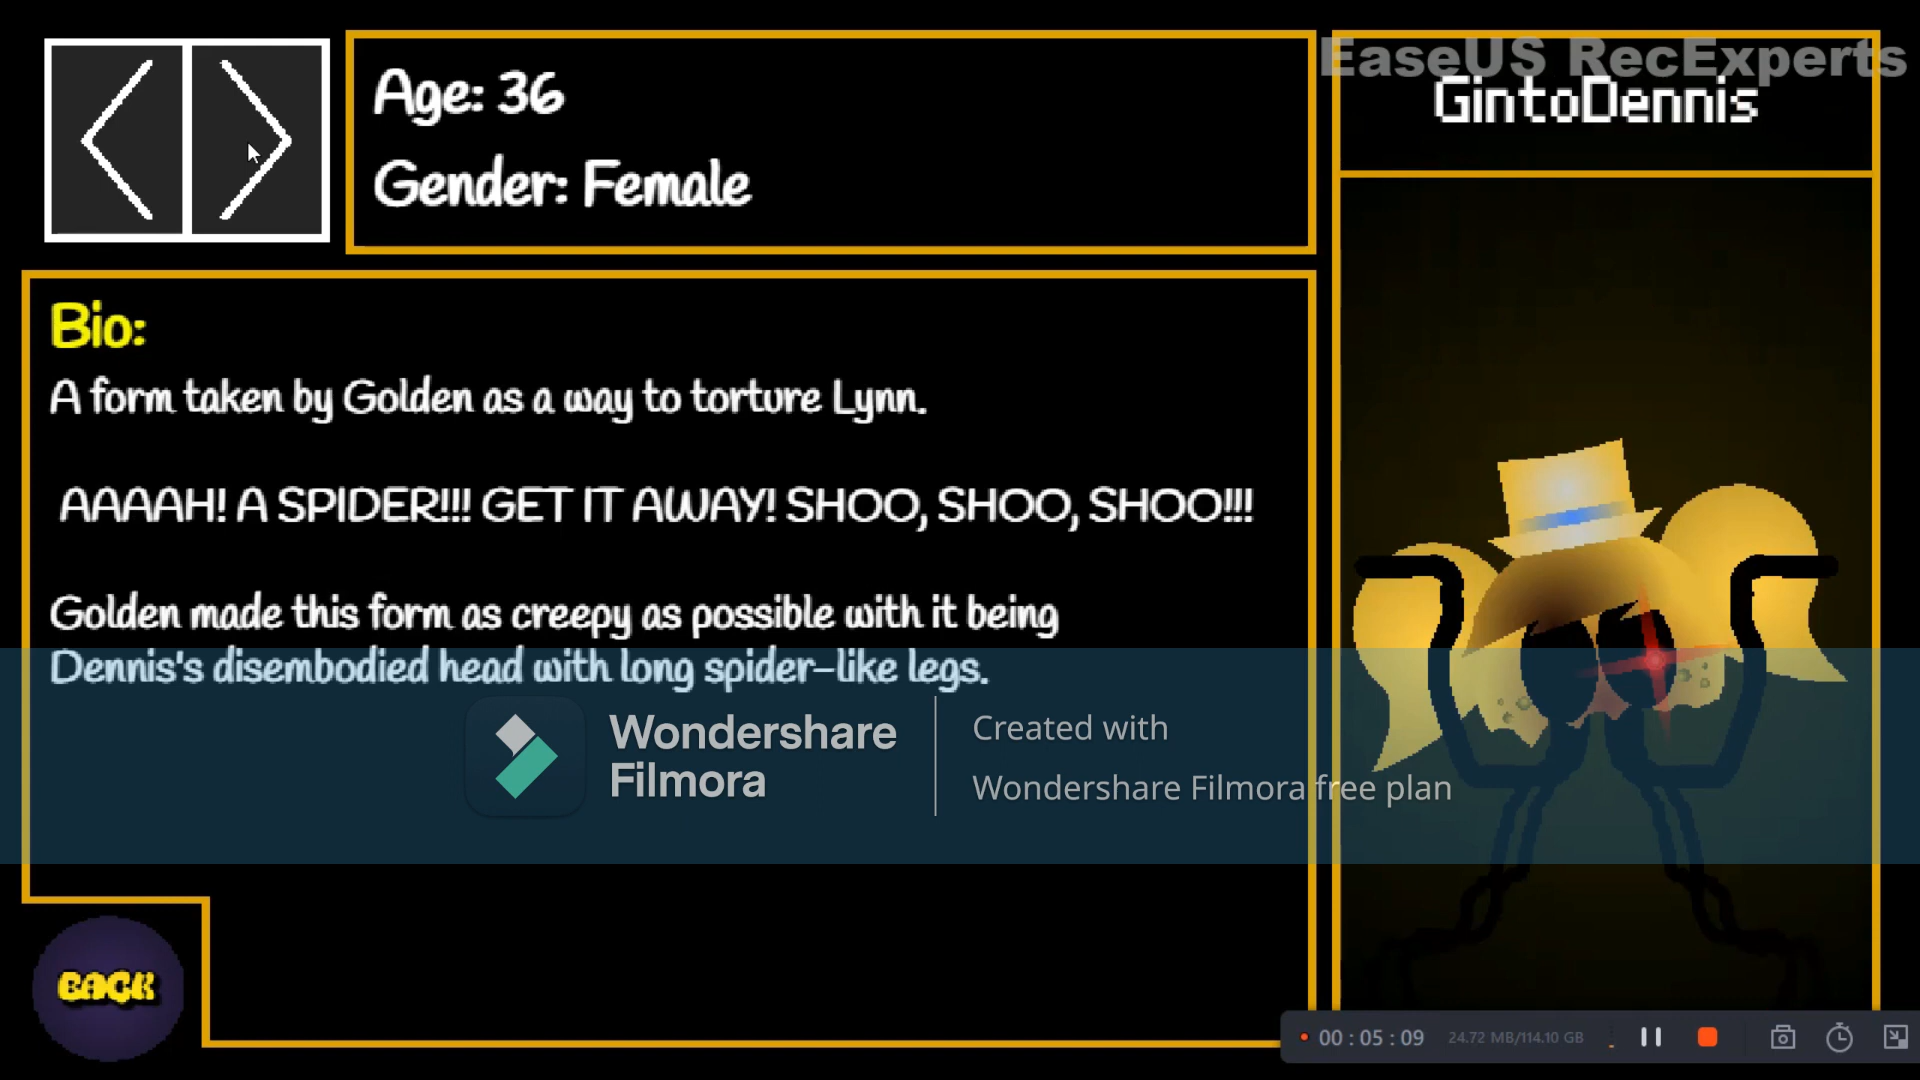 EaseUS RecExperts
Age: 36
Gender: Female
GintoDennis
Bio:
A form taken by Golden as a way to torture Lynn.
AAAAH! A SPIDER!!! GET IT AWAY! SHOO, SHOO, SHOO!!!
Golden made this form as creepy as possible with it being
Dennis's disembodied head with long spider-like legs.
Wondershare
Filmora
Created with
Wondershare Filmora free plan
BACK
00:05:09
24.72 MB/114.10 GB